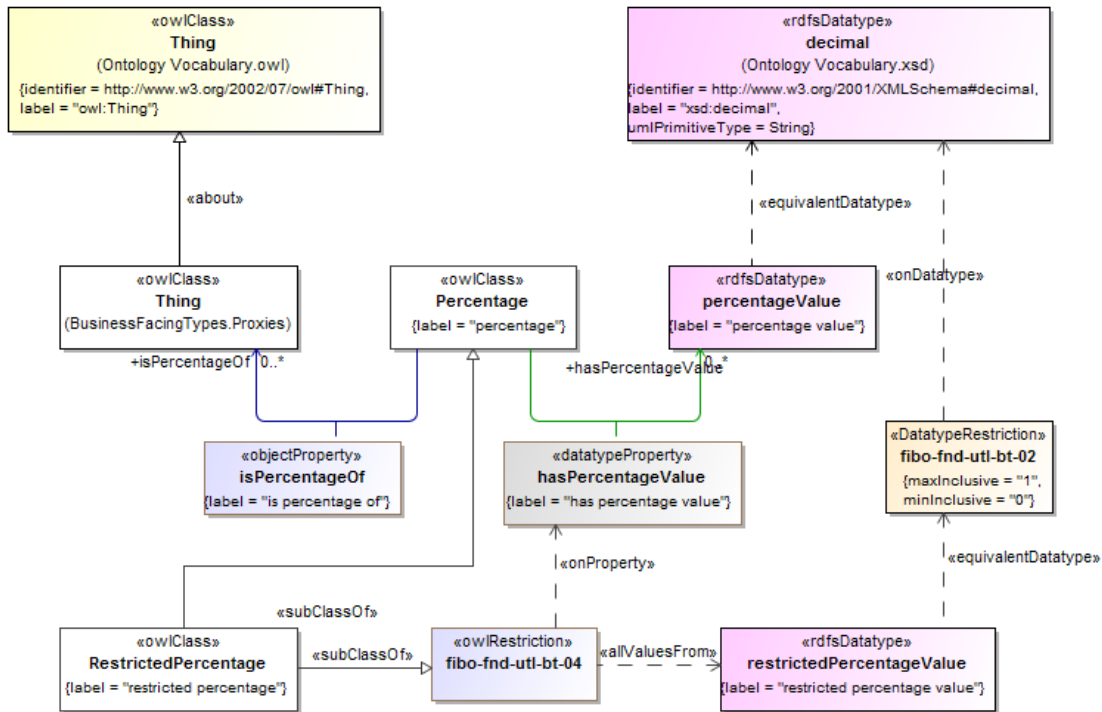 «owlClass»
Thing
(Ontology Vocabulary.owl)
{identifier = http://www.w3.org/2002/07/owl#Thing,
label = "owl:Thing"}
«rdfsDatatype»
decimal
(Ontology Vocabulary.xsd)
{identifier = http://www.w3.org/2001/XMLSchema#decimal,
label = "xsd:decimal",
umlPrimitiveType = String}
«about»
«equivalentDatatype»
«onDatatype»
«owlClass»
Thing
(BusinessFacingTypes.Proxies)
«owlClass»
Percentage
{label = "percentage"}
«rdfsDatatype»
percentageValue
{label = "percentage value"}
+isPercentageOf 0..*
+hasPercentageValue
0..*
«objectProperty»
isPercentageOf
{label = "is percentage of"}
«datatypeProperty»
hasPercentageValue
{label = "has percentage value"}
«DatatypeRestriction»
fibo-fnd-utl-bt-02
{maxInclusive = "1",
minInclusive = "0"}
«onProperty»
«equivalentDatatype»
«subClassOf»
«owlClass»
RestrictedPercentage
{label = "restricted percentage"}
«subClassOf»
«owlRestriction»
fibo-fnd-utl-bt-04
«allValuesFrom»
«rdfsDatatype»
restrictedPercentageValue
{label = "restricted percentage value"}